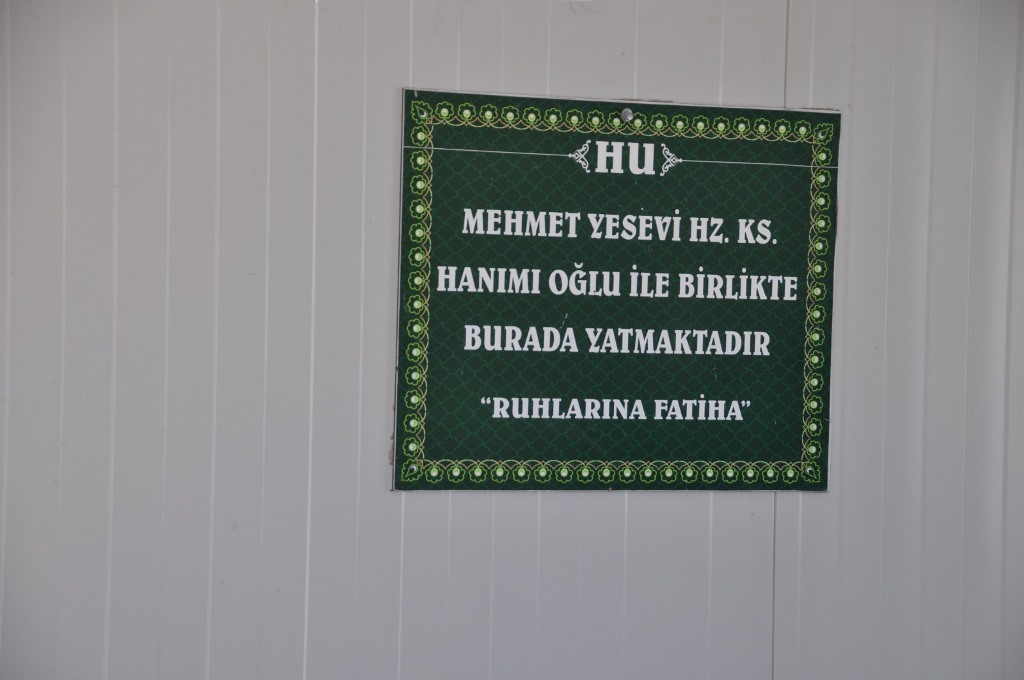 HU
MEHMET YESEVİ HZ. KS.
HANIMI OĞLU İLE BİRLİKTE
BURADA YATMAKTADIR
“RUHLARINA FATİHA”